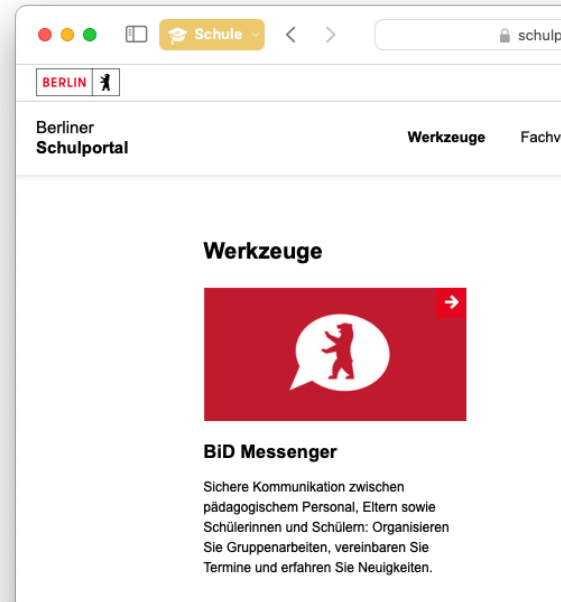 Schule
schulp
BERLIN
Berliner
Schulportal
Werkzeuge
Fachv
Werkzeuge
BiD Messenger
Sichere Kommunikation zwischen
pädagogischem Personal, Eltern sowie
Schülerinnen und Schülern: Organisieren
Sie Gruppenarbeiten, vereinbaren Sie
Termine und erfahren Sie Neuigkeiten.